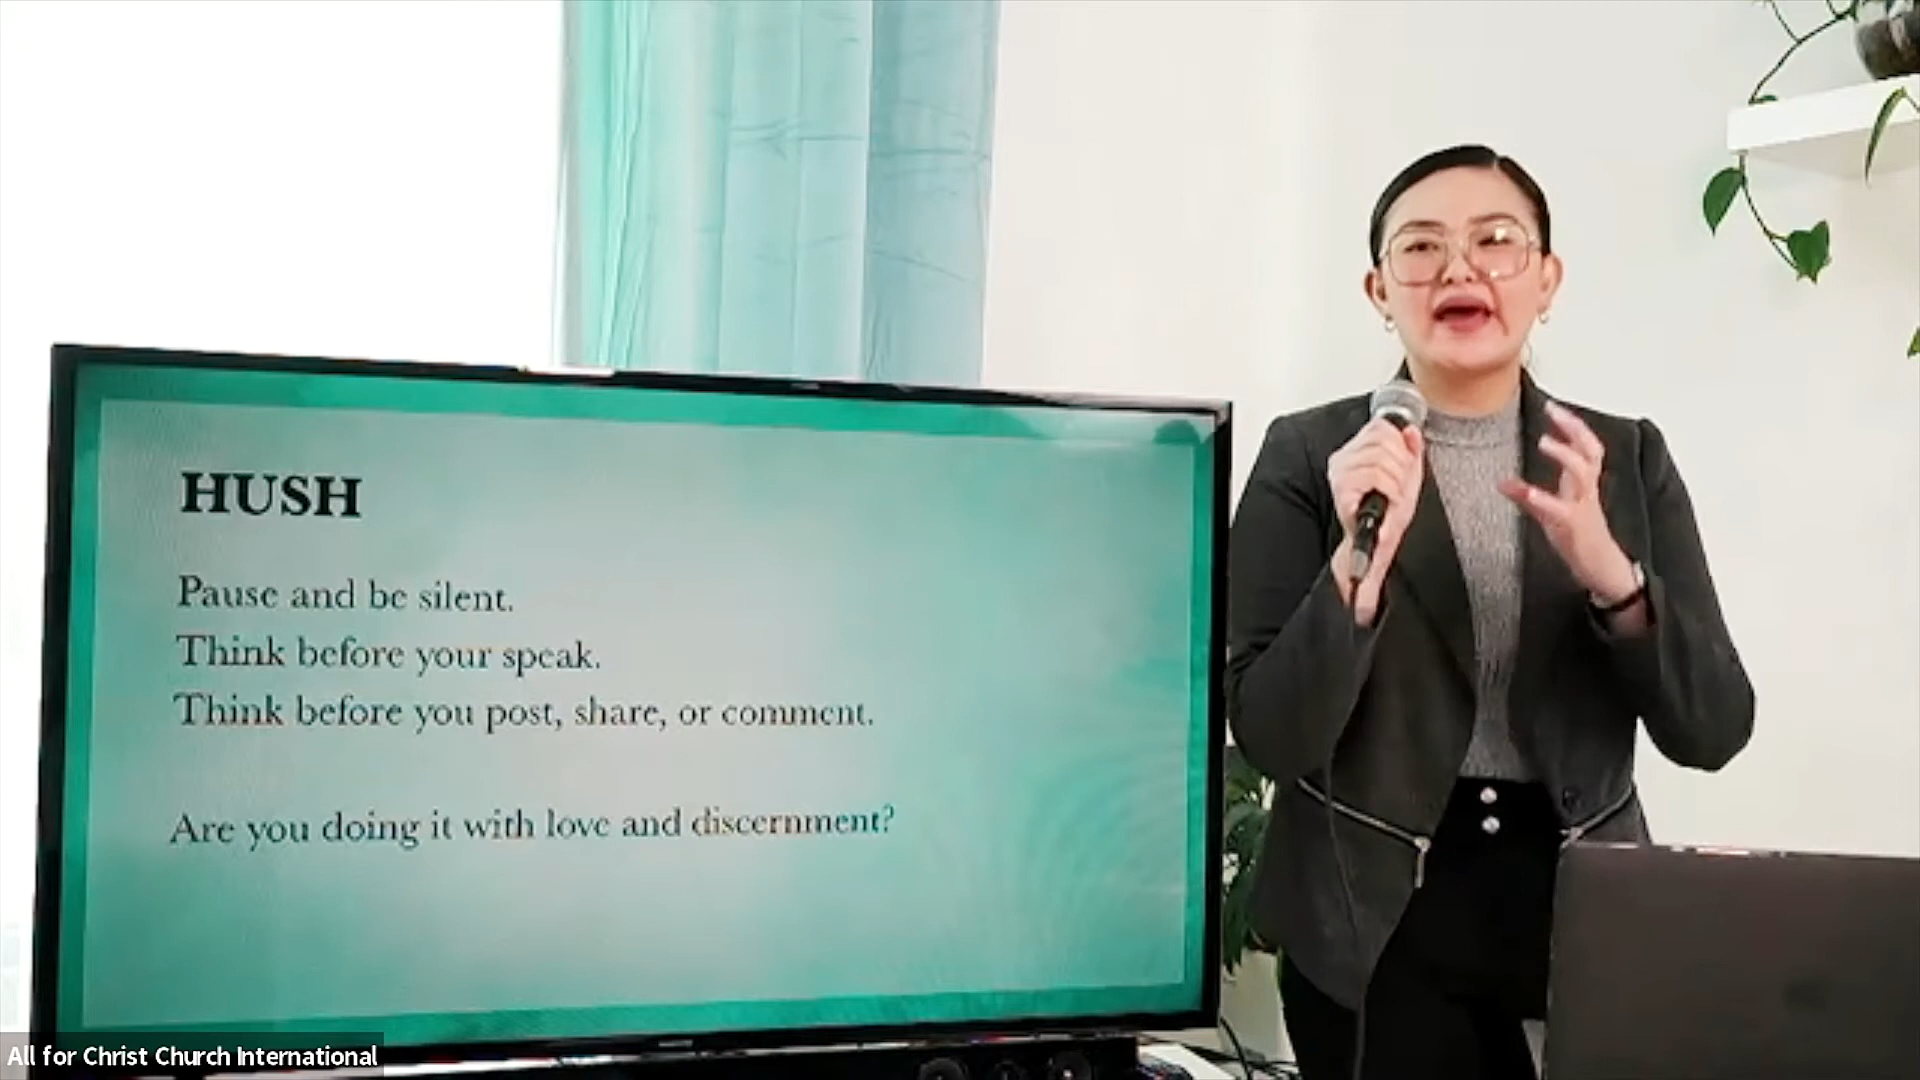 HUSH
Pause and be silent.
Think before your speak.
Think before you post, share, or comment.
Are you doing it with love and discernment?
All for Christ Church International